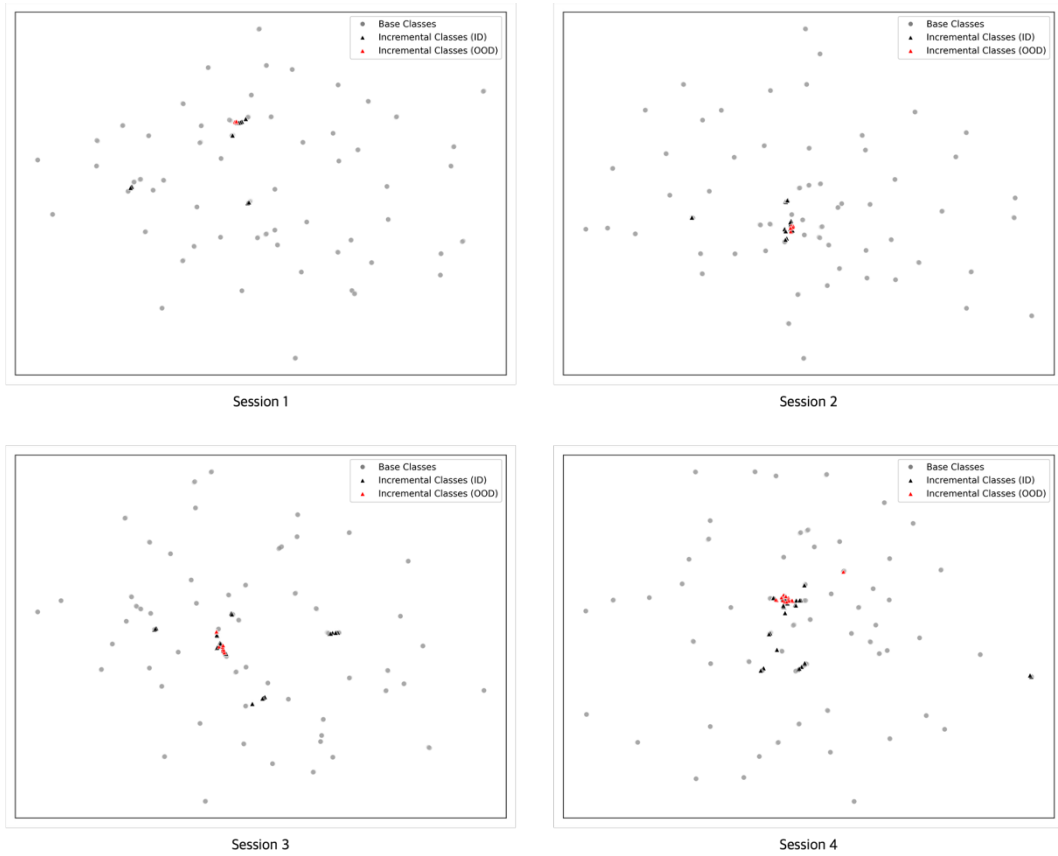 Base Classes
Incremental Classes (ID)
Incremental Classes (OOD)
Base Classes
Incremental Classes (ID)
Incremental Classes (OOD)
Session 1
Session 2
Base Classes
Incremental Classes (ID)
Incremental Classes (OOD)
Base Classes
Incremental Classes (ID)
Incremental Classes (OOD)
Session 3
Session 4